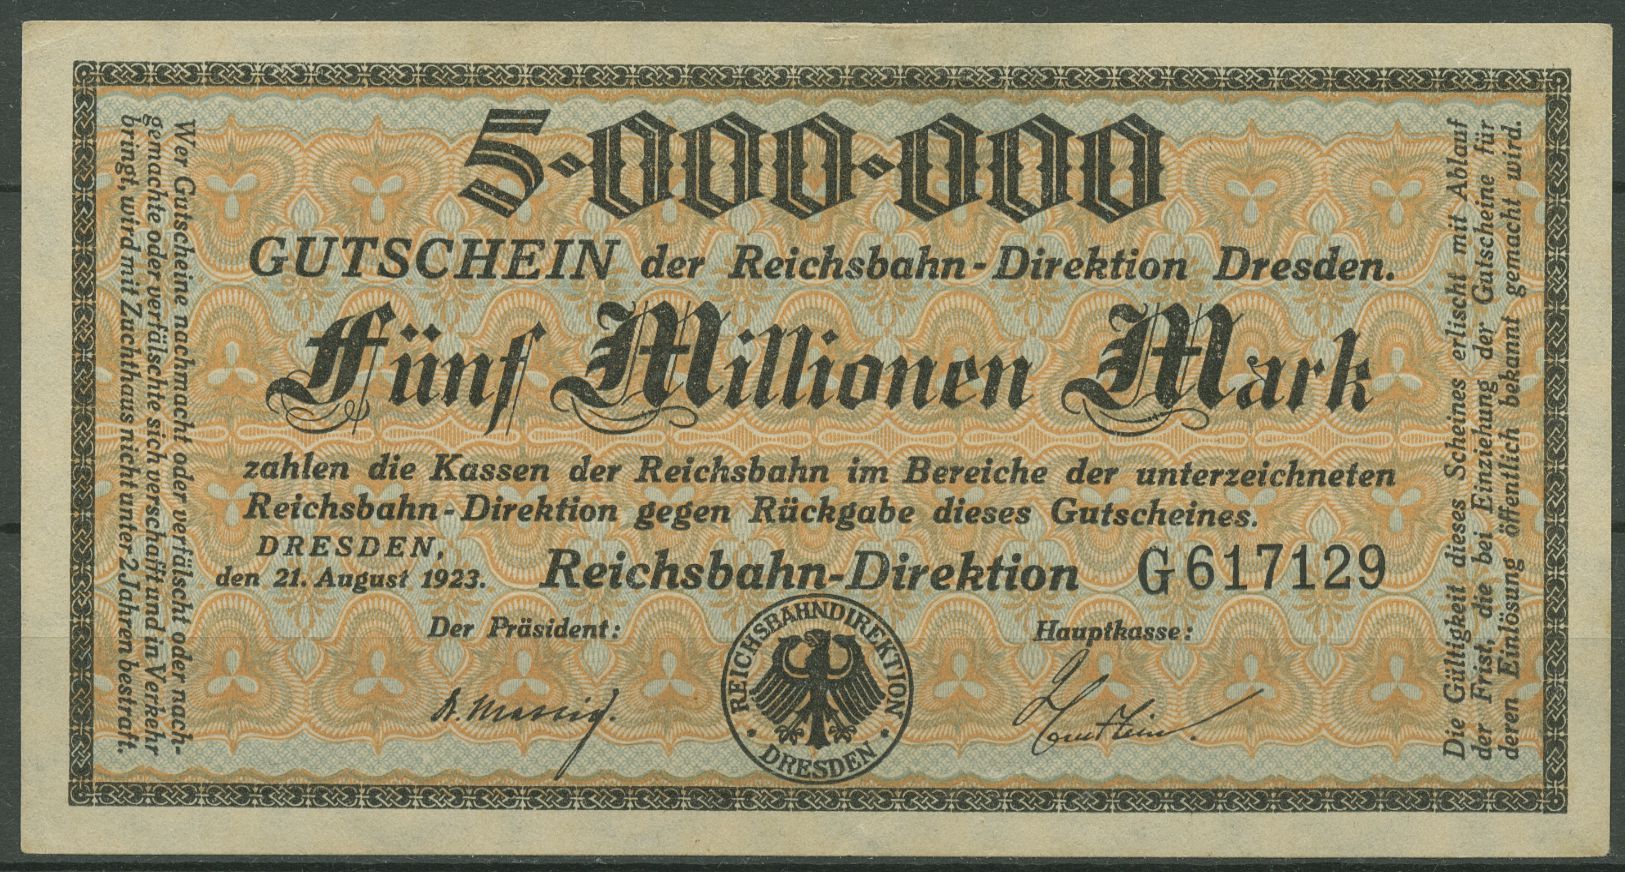 5·000·000
GUTSCHEIN der Reichsbahn-Direktion Dresden.
Fünf Millionen Mark
zahlen die Kassen der Reichsbahn im Bereiche der unterzeichneten
Reichsbahn-Direktion gegen Rückgabe dieses Gutscheines.
DRESDEN,
den 21. August 1923.
Reichsbahn-Direktion G617129
Der Präsident:
Hauptkasse:
REICHSBAHNDIREKTION
• DRESDEN •
Wer Gutscheine nachmacht oder verfälscht oder nach-
gemachte oder verfälschte sich verschafft und in Verkehr
bringt, wird mit Zuchthaus nicht unter 2 Jahren bestraft.
Die Gültigkeit dieses Scheines erlischt mit Ablauf
der Frist, die bei Einziehung der Gutscheine für
deren Einlösung öffentlich bekannt gemacht wird.